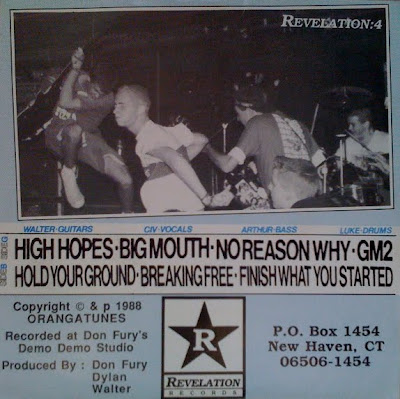 REVELATION:4
WALTER·GUITARS CIV·VOCALS ARTHUR·BASS LUKE·DRUMS
SIDEG HIGH HOPES·BIG MOUTH·NO REASON WHY·GM2
SIDEB HOLD YOUR GROUND·BREAKING FREE·FINISH WHAT YOU STARTED
Copyright © & p 1988
ORANGATUNES
Recorded at Don Fury's
Demo Demo Studio
Produced By : Don Fury
Dylan
Walter
R
REVELATION
RECORDS
P.O. Box 1454
New Haven, CT
06506-1454